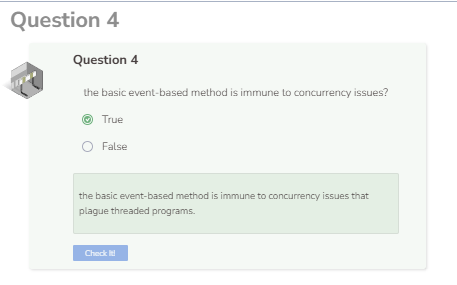 Question 4
Question 4
the basic event-based method is immune to concurrency issues?
True
False
the basic event-based method is immune to concurrency issues that
plague threaded programs.
Check It!